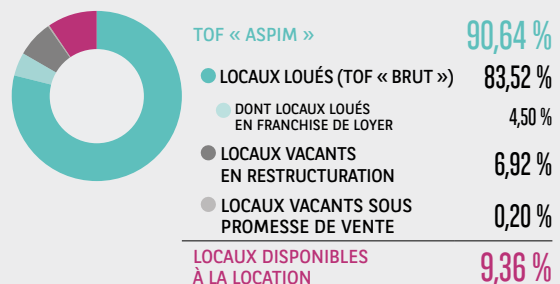 TOF « ASPIM » 90,64 %
LOCAUX LOUÉS (TOF « BRUT ») 83,52 %
DONT LOCAUX LOUÉS
EN FRANCHISE DE LOYER 4,50 %
LOCAUX VACANTS
EN RESTRUCTURATION 6,92 %
LOCAUX VACANTS SOUS
PROMESSE DE VENTE 0,20 %
LOCAUX DISPONIBLES
À LA LOCATION 9,36 %